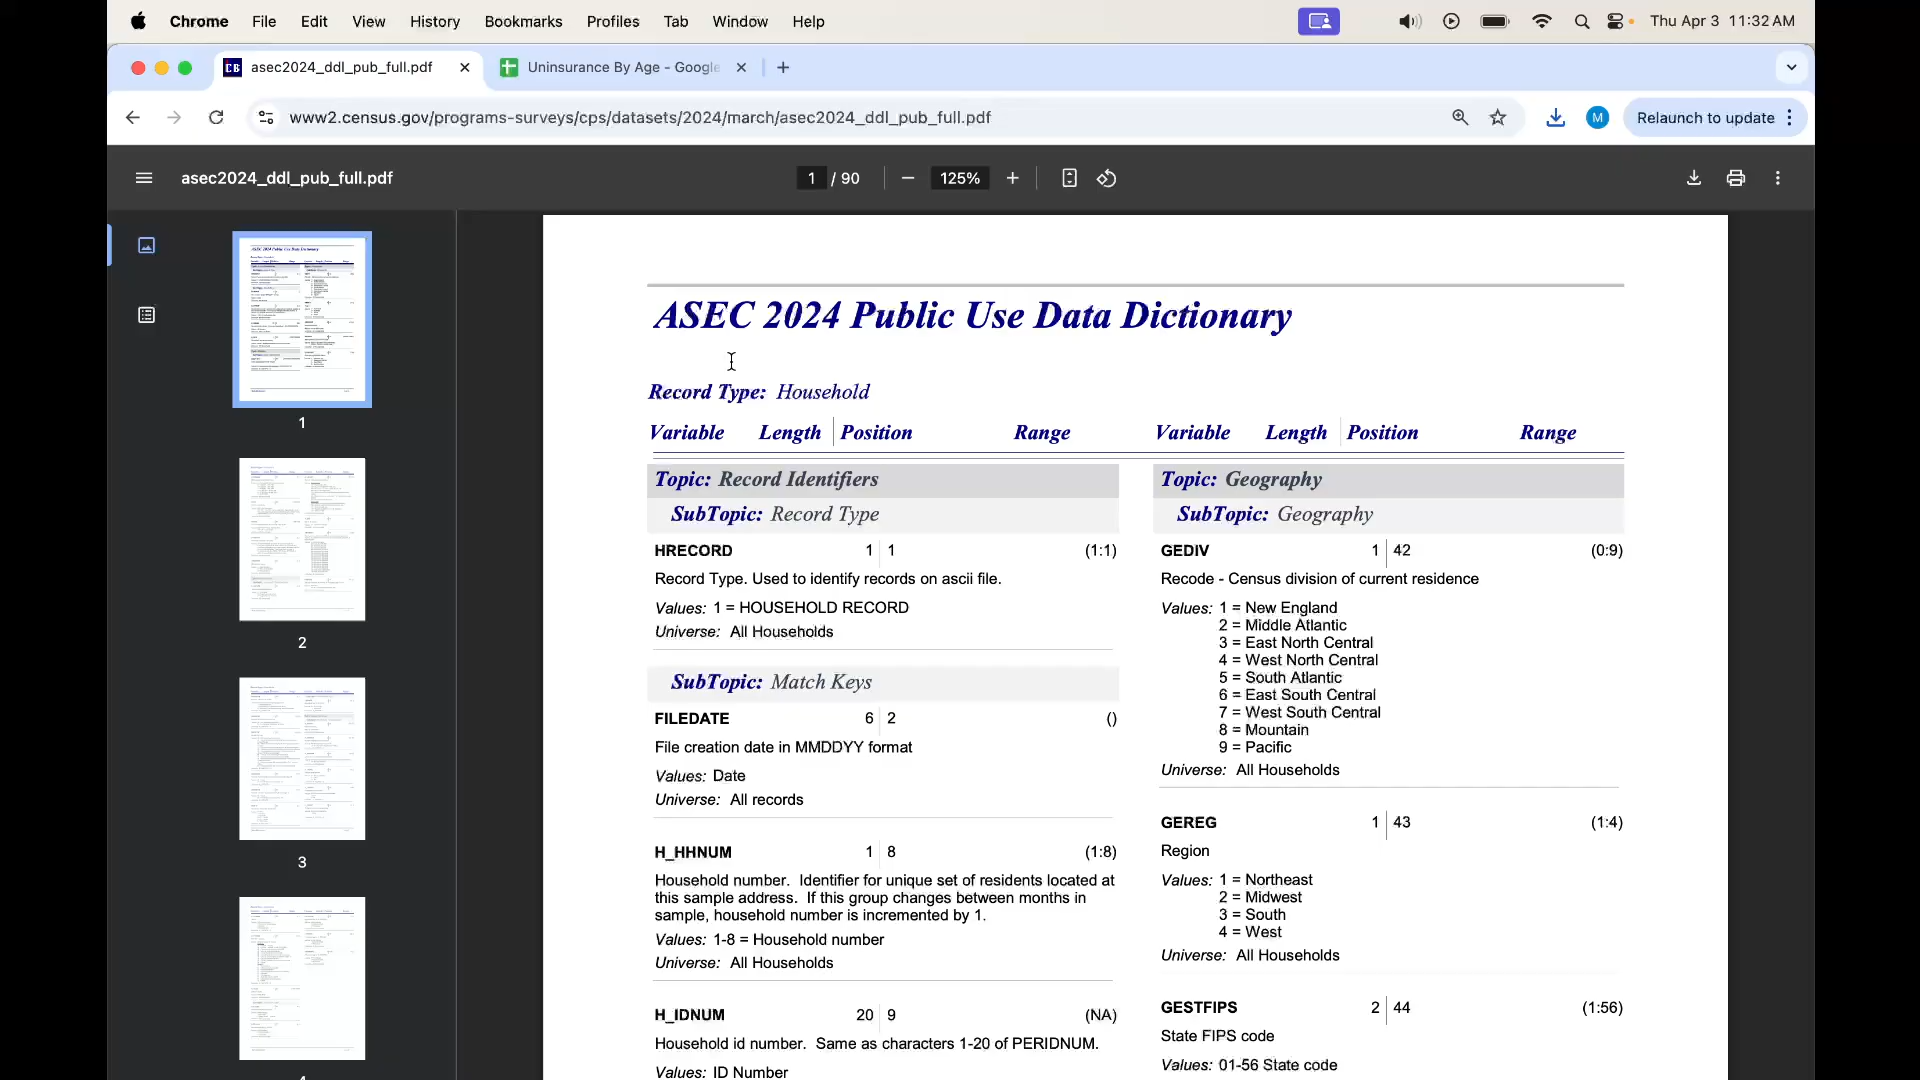 Chrome File Edit View History Bookmarks Profiles Tab Window Help Thu Apr 3 11:32 AM
asec2024_ddl_pub_full.pdf Uninsurance By Age - Google
www2.census.gov/programs-surveys/cps/datasets/2024/march/asec2024_ddl_pub_full.pdf M Relaunch to update
asec2024_ddl_pub_full.pdf 1 / 90 125%
1
2
3
ASEC 2024 Public Use Data Dictionary
Record Type: Household
Variable Length Position Range Variable Length Position Range
Topic: Record Identifiers
SubTopic: Record Type
HRECORD 1 1 (1:1)
Record Type. Used to identify records on ascii file.
Values: 1 = HOUSEHOLD RECORD
Universe: All Households
SubTopic: Match Keys
FILEDATE 6 2 ()
File creation date in MMDDYY format
Values: Date
Universe: All records
H_HHNUM 1 8 (1:8)
Household number. Identifier for unique set of residents located at
this sample address. If this group changes between months in
sample, household number is incremented by 1.
Values: 1-8 = Household number
Universe: All Households
H_IDNUM 20 9 (NA)
Household id number. Same as characters 1-20 of PERIDNUM.
Values: ID Number
Topic: Geography
SubTopic: Geography
GEDIV 1 42 (0:9)
Recode - Census division of current residence
Values: 1 = New England
2 = Middle Atlantic
3 = East North Central
4 = West North Central
5 = South Atlantic
6 = East South Central
7 = West South Central
8 = Mountain
9 = Pacific
Universe: All Households
GEREG 1 43 (1:4)
Region
Values: 1 = Northeast
2 = Midwest
3 = South
4 = West
Universe: All Households
GESTFIPS 2 44 (1:56)
State FIPS code
Values: 01-56 State code